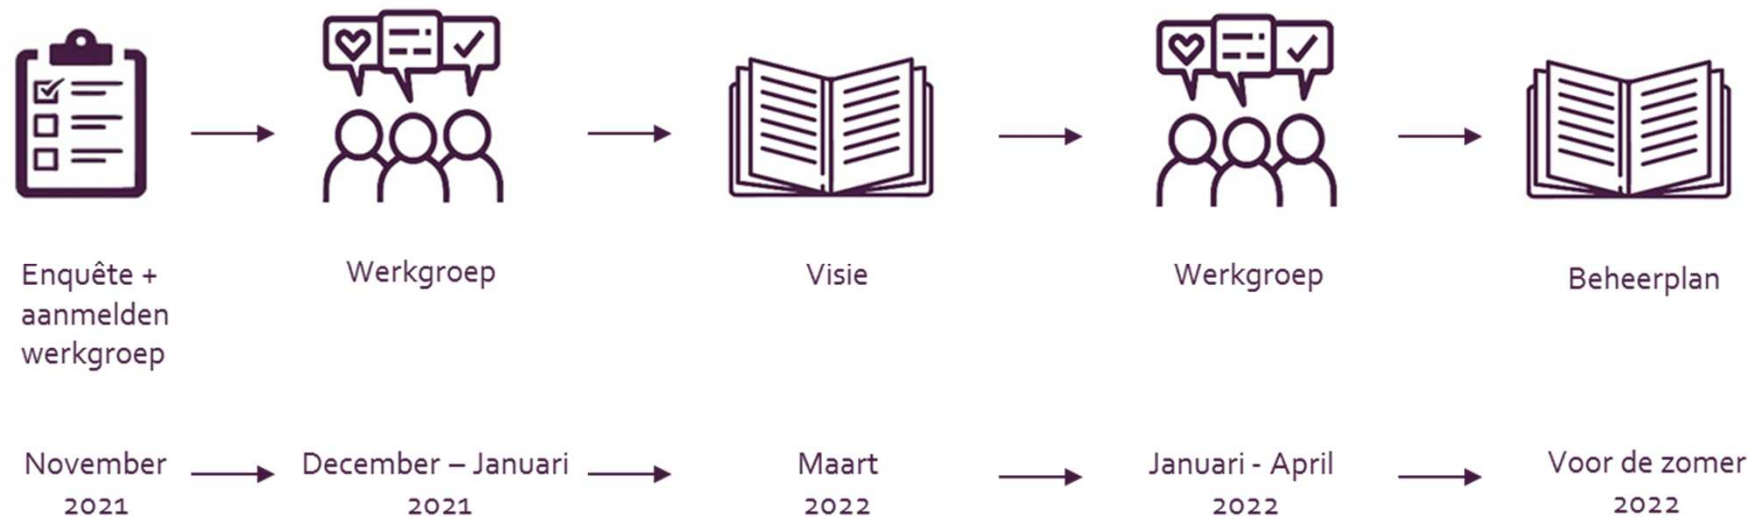 Enquête +
aanmelden
werkgroep
Werkgroep
Visie
Werkgroep
Beheerplan
November
2021
December – Januari
2021
Maart
2022
Januari - April
2022
Voor de zomer
2022